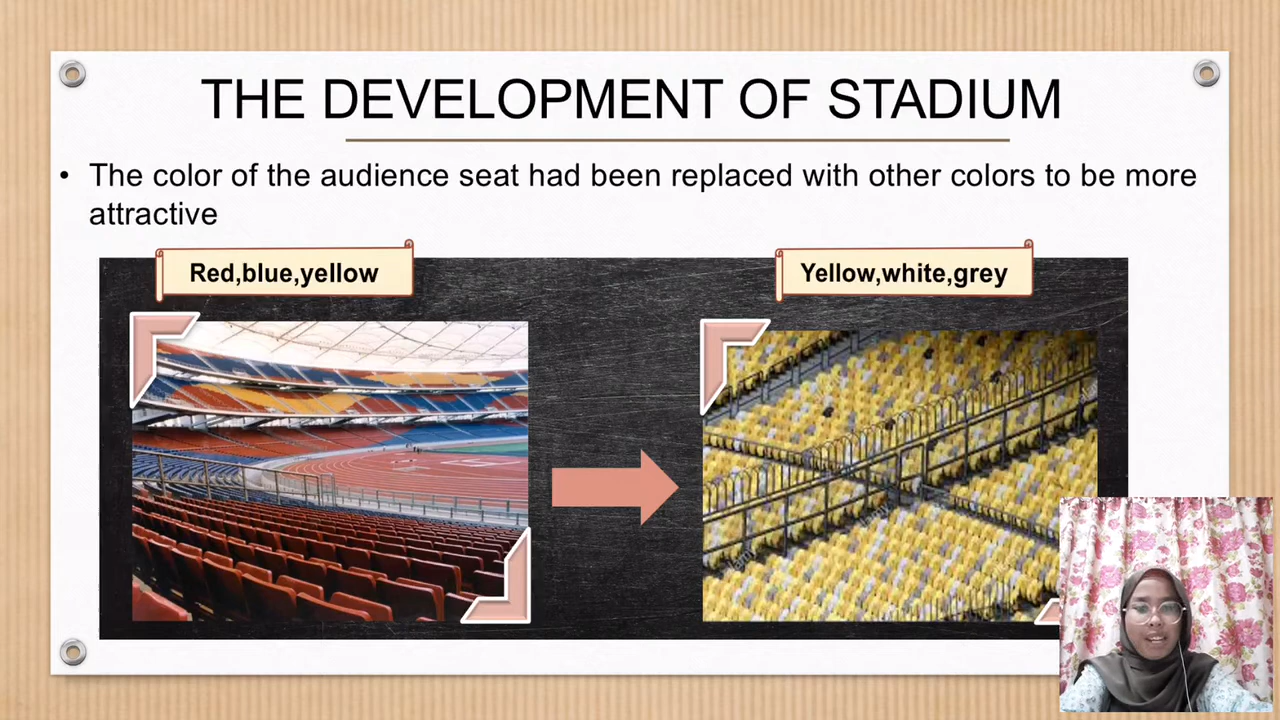 THE DEVELOPMENT OF STADIUM
• The color of the audience seat had been replaced with other colors to be more
attractive
Red,blue,yellow
Yellow,white,grey